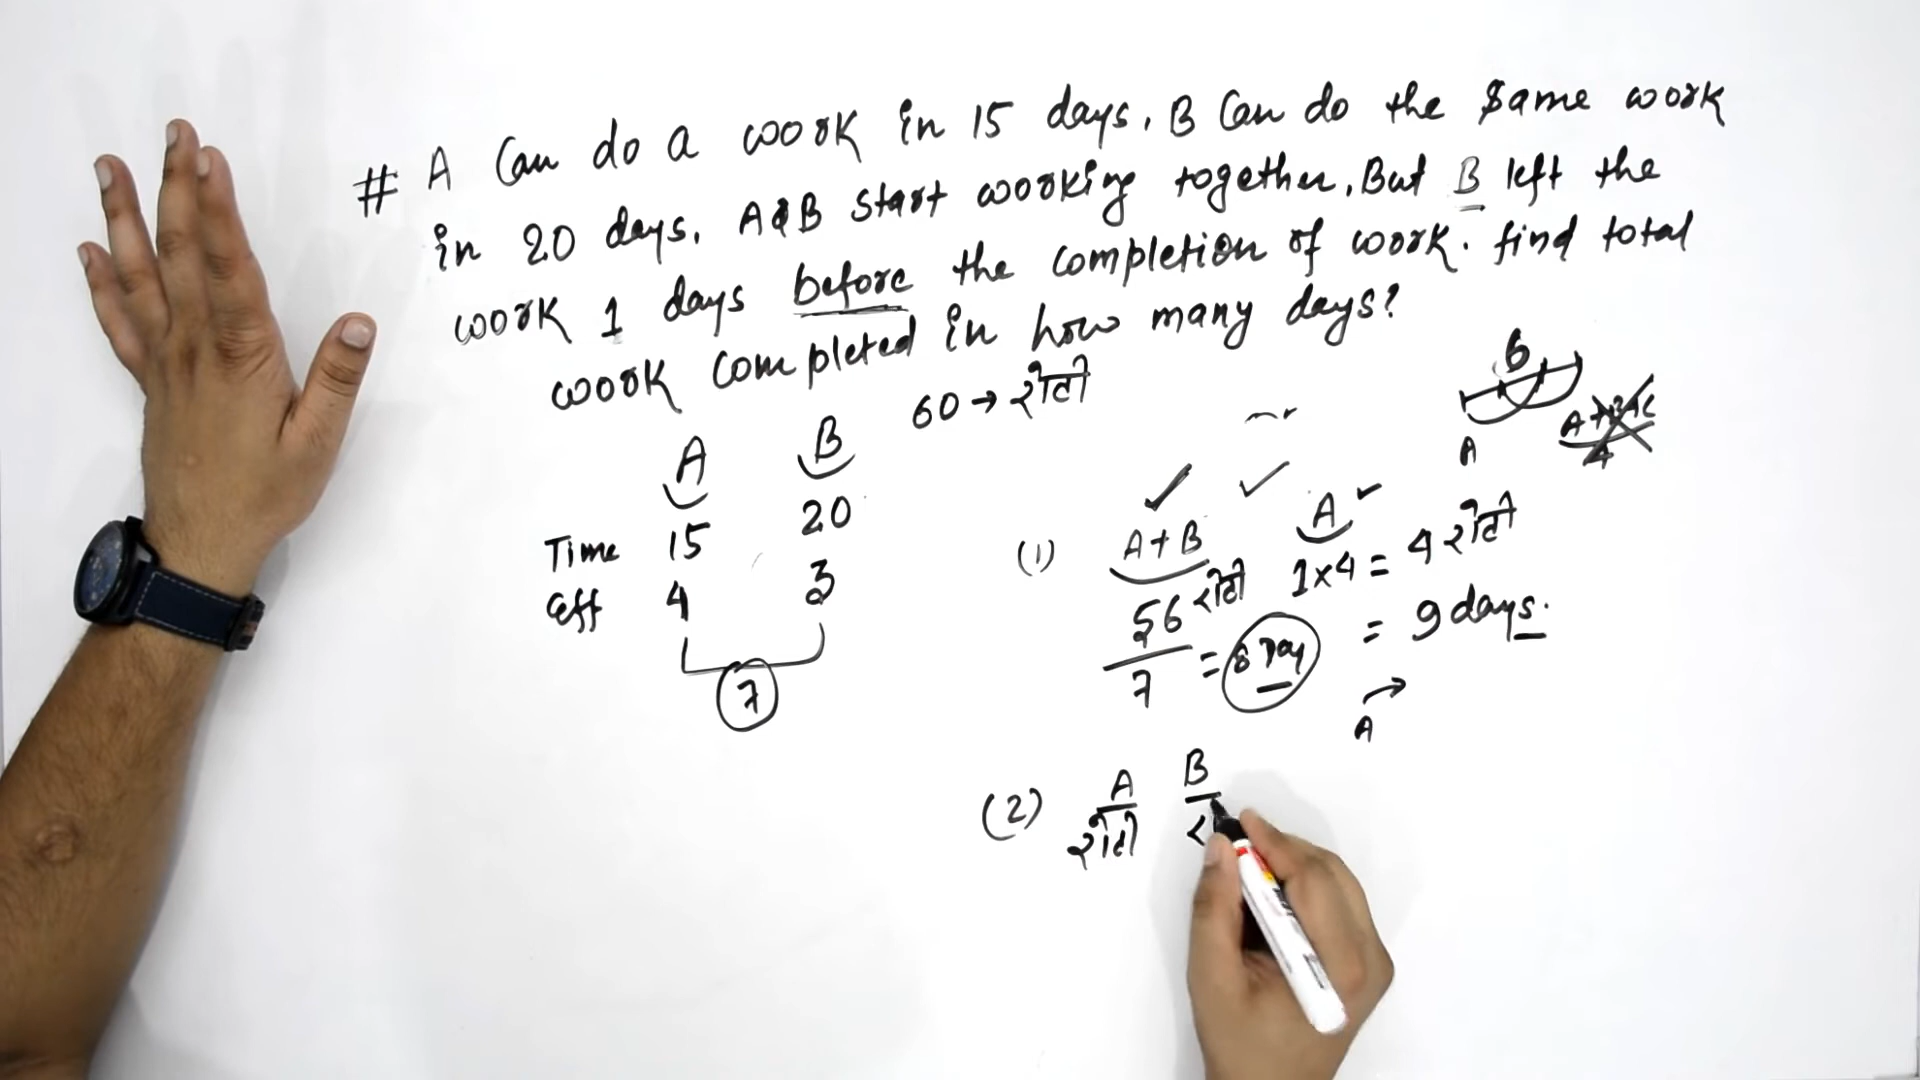 # A Can do a work in 15 days. B Can do the same work
in 20 days. A&B start working together. But B left the
work 1 days before the completion of work. find total
work completed in how many days?
60 → रोटी
A B
Time 15 20
Eff 4 3
7
6
A
A+B+C
4
(1) A+B A
56 रोटी 1×4 = 4 रोटी
7 = 8 Day = 9 days.
A
(2) A B
रोटी